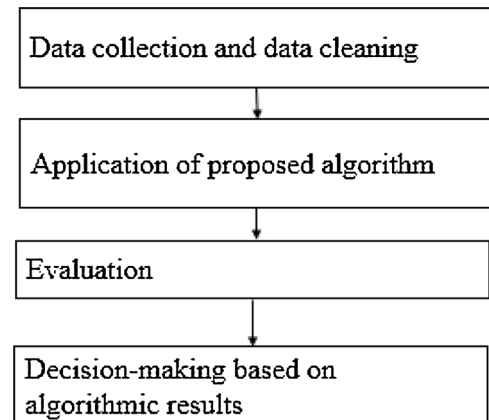 Data collection and data cleaning
Application of proposed algorithm
Evaluation
Decision-making based on
algorithmic results